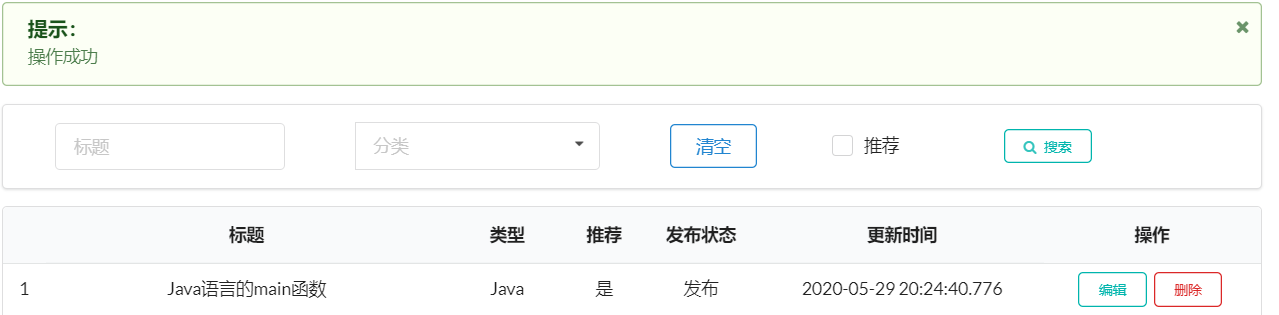 提示：
操作成功
标题 分类 清空 推荐 搜索
标题 类型 推荐 发布状态 更新时间 操作
1 Java语言的main函数 Java 是 发布 2020-05-29 20:24:40.776 编辑 删除